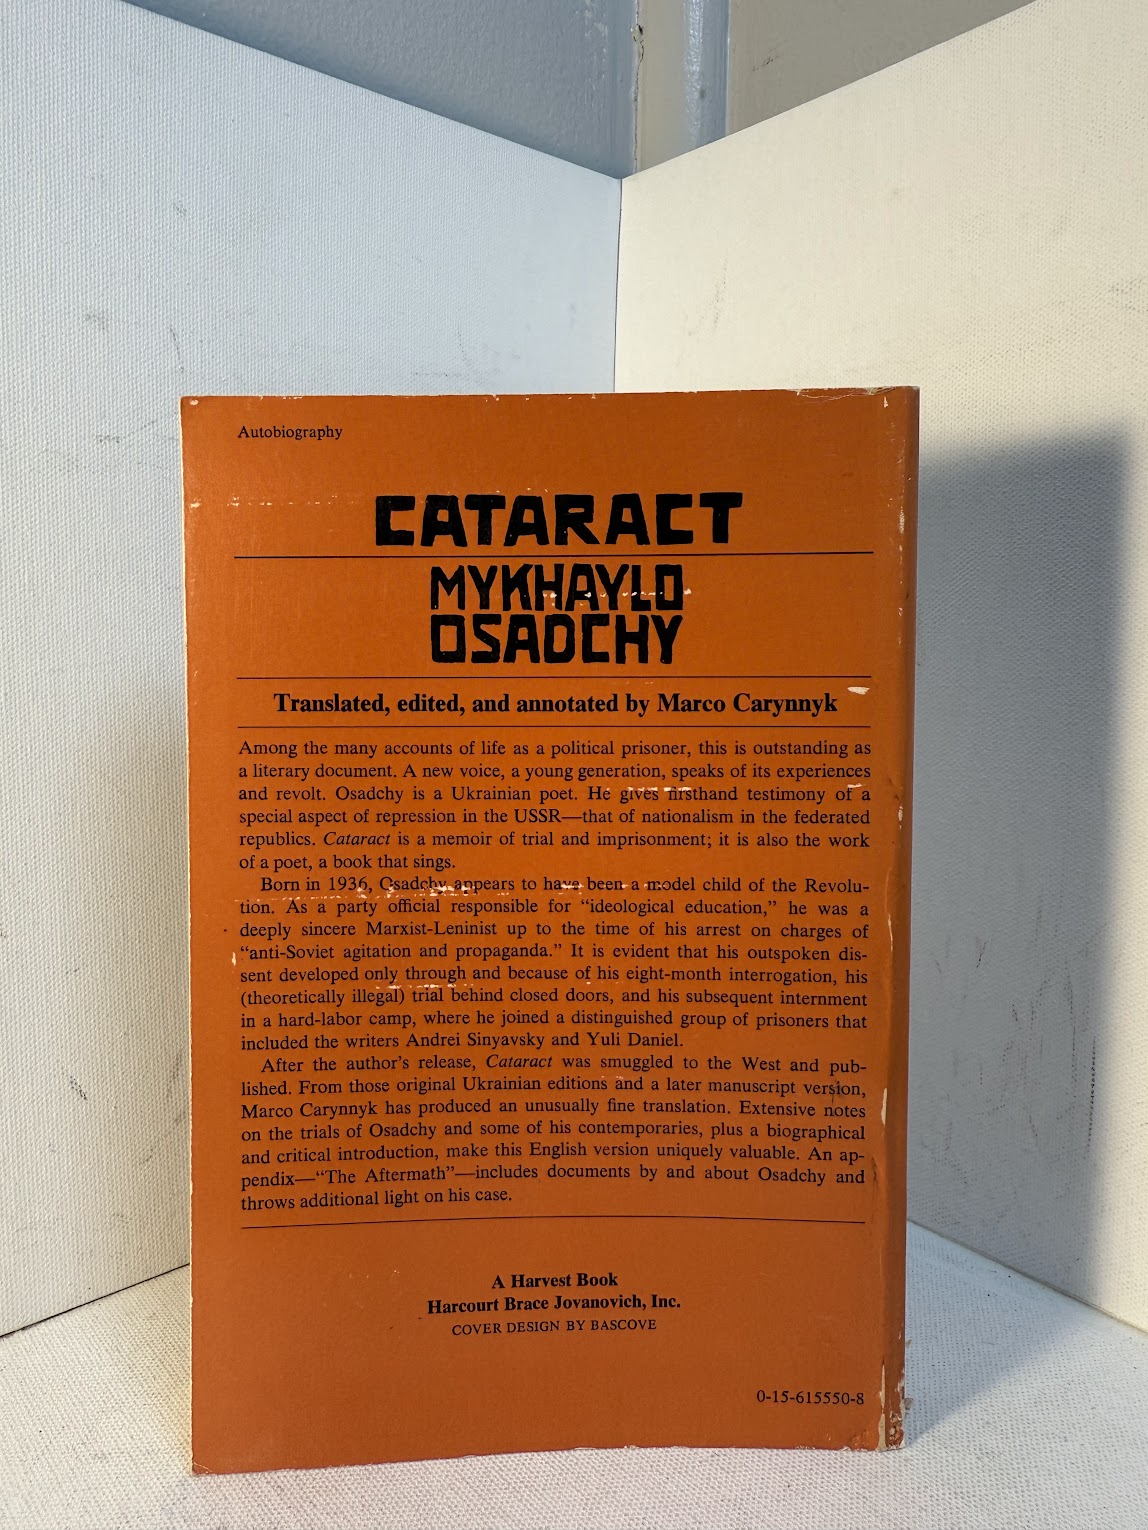 Autobiography
CATARACT
MYKHAYLO
OSADCHY
Translated, edited, and annotated by Marco Carynnyk
Among the many accounts of life as a political prisoner, this is outstanding as
a literary document. A new voice, a young generation, speaks of its experiences
and revolt. Osadchy is a Ukrainian poet. He gives firsthand testimony of a
special aspect of repression in the USSR—that of nationalism in the federated
republics. Cataract is a memoir of trial and imprisonment; it is also the work
of a poet, a book that sings.
Born in 1936, Osadchy appears to have been a model child of the Revolu-
tion. As a party official responsible for “ideological education,” he was a
deeply sincere Marxist-Leninist up to the time of his arrest on charges of
“anti-Soviet agitation and propaganda.” It is evident that his outspoken dis-
sent developed only through and because of his eight-month interrogation, his
(theoretically illegal) trial behind closed doors, and his subsequent internment
in a hard-labor camp, where he joined a distinguished group of prisoners that
included the writers Andrei Sinyavsky and Yuli Daniel.
After the author’s release, Cataract was smuggled to the West and pub-
lished. From those original Ukrainian editions and a later manuscript version,
Marco Carynnyk has produced an unusually fine translation. Extensive notes
on the trials of Osadchy and some of his contemporaries, plus a biographical
and critical introduction, make this English version uniquely valuable. An ap-
pendix—“The Aftermath”—includes documents by and about Osadchy and
throws additional light on his case.
A Harvest Book
Harcourt Brace Jovanovich, Inc.
COVER DESIGN BY BASCOVE
0-15-615550-8